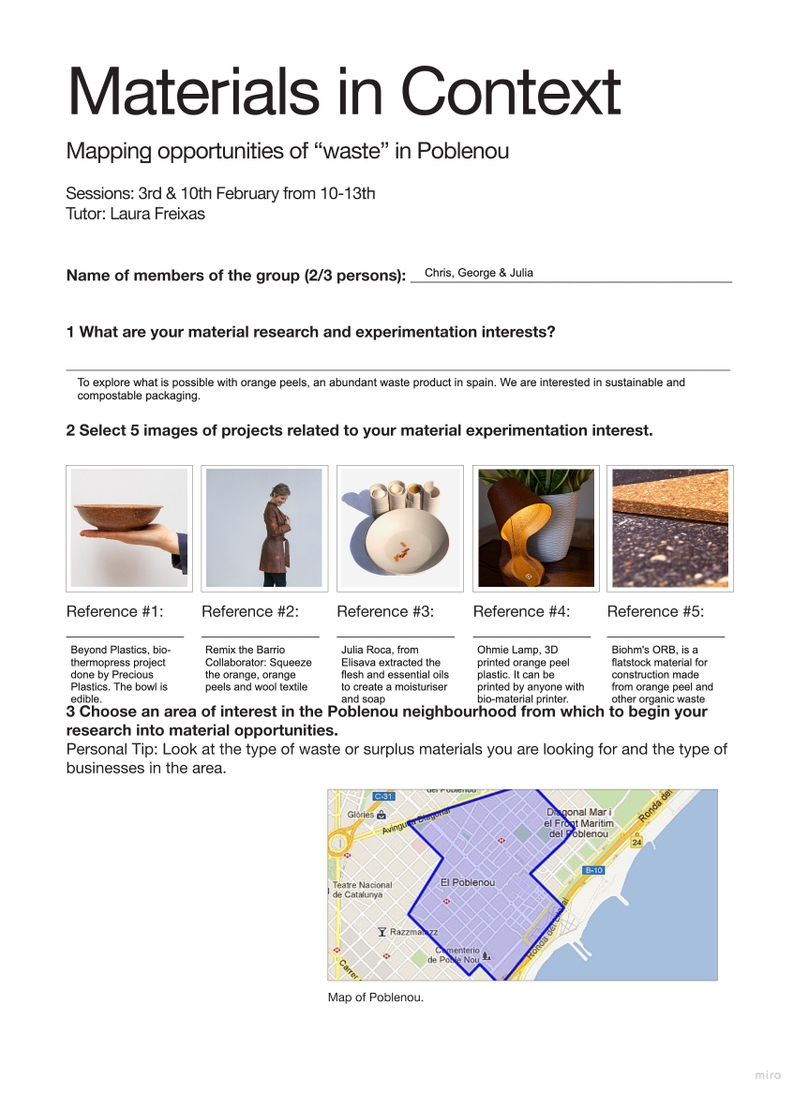 Materials in Context
Mapping opportunities of “waste” in Poblenou
Sessions: 3rd & 10th February from 10-13th
Tutor: Laura Freixas
Name of members of the group (2/3 persons): Chris, George & Julia
1 What are your material research and experimentation interests?
To explore what is possible with orange peels, an abundant waste product in spain. We are interested in sustainable and
compostable packaging.
2 Select 5 images of projects related to your material experimentation interest.
Reference #1:
Beyond Plastics, bio-
thermopress project
done by Precious
Plastics. The bowl is
edible.
Reference #2:
Remix the Barrio
Collaborator: Squeeze
the orange, orange
peels and wool textile
Reference #3:
Julia Roca, from
Elisava extracted the
flesh and essential oils
to create a moisturiser
and soap
Reference #4:
Ohmie Lamp, 3D
printed orange peel
plastic. It can be
printed by anyone with
bio-material printer.
Reference #5:
Biohm's ORB, is a
flatstock material for
construction made
from orange peel and
other organic waste
3 Choose an area of interest in the Poblenou neighbourhood from which to begin your
research into material opportunities.
Personal Tip: Look at the type of waste or surplus materials you are looking for and the type of
businesses in the area.
C-31
del Poblenou
Glòries
Avinguda Diagonal
Diagonal Mar i
el Front Marítim
del Poblenou
Ronda del
24
B-10
Teatre Nacional
de Catalunya
El Poblenou
Razzmatazz
Cementerio
de Poble Nou
Ronda del Litoral
Carrer
Map of Poblenou.
miro